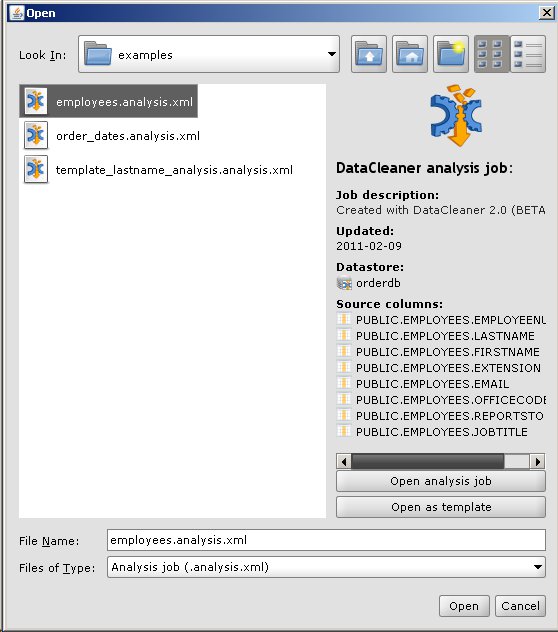 Open
Look In: examples
employees.analysis.xml
order_dates.analysis.xml
template_lastname_analysis.analysis.xml
DataCleaner analysis job:
Job description:
Created with DataCleaner 2.0 (BETA
Updated:
2011-02-09
Datastore:
orderdb
Source columns:
PUBLIC.EMPLOYEES.EMPLOYEENU
PUBLIC.EMPLOYEES.LASTNAME
PUBLIC.EMPLOYEES.FIRSTNAME
PUBLIC.EMPLOYEES.EXTENSION
PUBLIC.EMPLOYEES.EMAIL
PUBLIC.EMPLOYEES.OFFICECODE
PUBLIC.EMPLOYEES.REPORTSTO
PUBLIC.EMPLOYEES.JOBTITLE
Open analysis job
Open as template
File Name: employees.analysis.xml
Files of Type: Analysis job (.analysis.xml)
Open Cancel